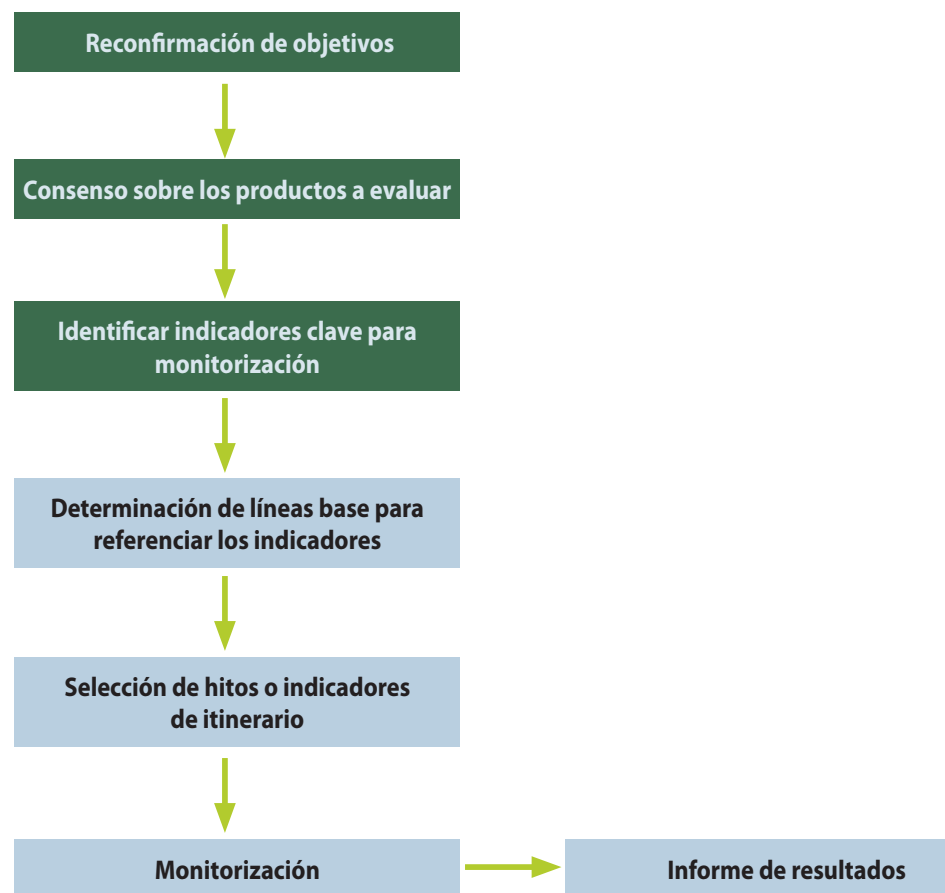 Reconfirmación de objetivos
Consenso sobre los productos a evaluar
Identificar indicadores clave para
monitorización
Determinación de líneas base para
referenciar los indicadores
Selección de hitos o indicadores
de itinerario
Monitorización
Informe de resultados